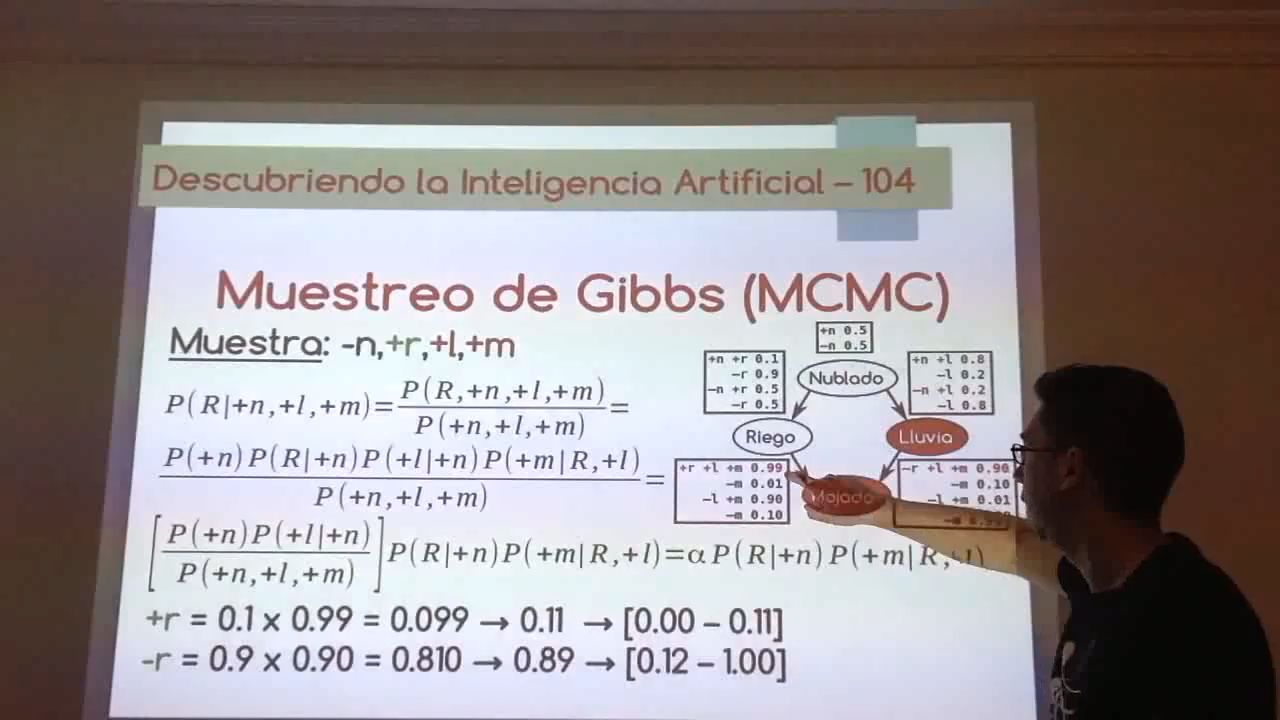 Descubriendo la Inteligencia Artificial – 104
Muestreo de Gibbs (MCMC)
Muestra: -n,+r,+l,+m
P(R|+n,+l,+m)=P(R,+n,+l,+m)/P(+n,+l,+m)=
P(+n)P(R|+n)P(+l|+n)P(+m|R,+l)/P(+n,+l,+m)=
[P(+n)P(+l|+n)/P(+n,+l,+m)]P(R|+n)P(+m|R,+l)=αP(R|+n)P(+m|R,+l)
+r = 0.1 x 0.99 = 0.099 → 0.11 → [0.00 – 0.11]
-r = 0.9 x 0.90 = 0.810 → 0.89 → [0.12 – 1.00]
+n 0.5
−n 0.5
+n +r 0.1
−r 0.9
−n +r 0.5
−r 0.5
Nublado
+n +l 0.8
−l 0.2
−n +l 0.2
−l 0.8
Riego
Lluvia
+r +l +m 0.99
−m 0.01
−l +m 0.90
−m 0.10
Mojado
−r +l +m 0.90
−m 0.10
−l +m 0.01
−m